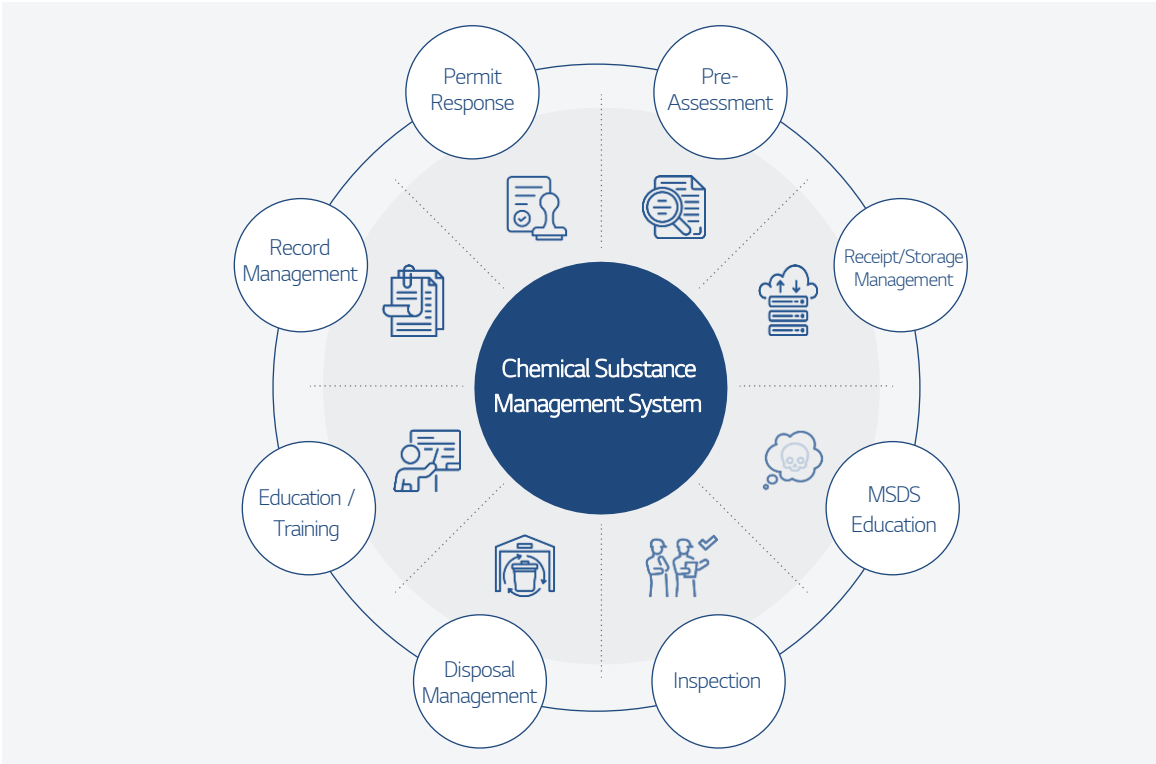 Permit
Response
Pre-
Assessment
Record
Management
Receipt/Storage
Management
Chemical Substance
Management System
Education /
Training
MSDS
Education
Disposal
Management
Inspection